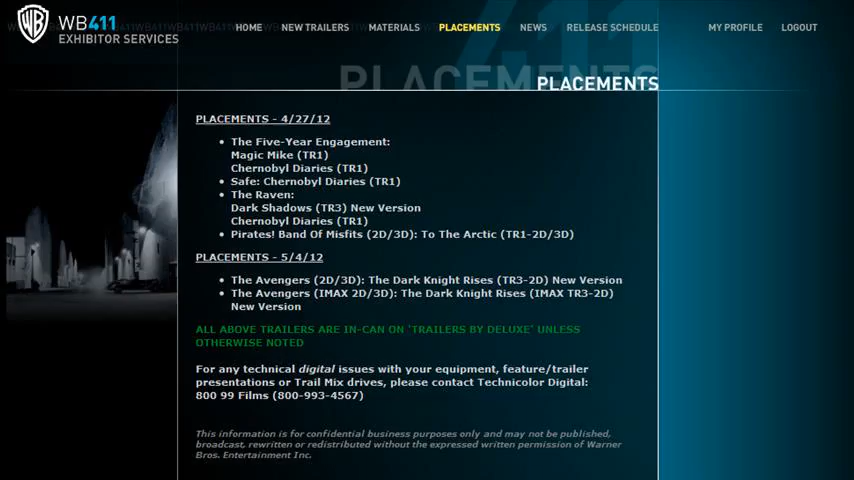 WB411
EXHIBITOR SERVICES
HOME NEW TRAILERS MATERIALS PLACEMENTS NEWS RELEASE SCHEDULE MY PROFILE LOGOUT
PLACEMENTS
PLACEMENTS
PLACEMENTS - 4/27/12
• The Five-Year Engagement:
Magic Mike (TR1)
Chernobyl Diaries (TR1)
• Safe: Chernobyl Diaries (TR1)
• The Raven:
Dark Shadows (TR3) New Version
Chernobyl Diaries (TR1)
• Pirates! Band Of Misfits (2D/3D): To The Arctic (TR1-2D/3D)
PLACEMENTS - 5/4/12
• The Avengers (2D/3D): The Dark Knight Rises (TR3-2D) New Version
• The Avengers (IMAX 2D/3D): The Dark Knight Rises (IMAX TR3-2D)
New Version
ALL ABOVE TRAILERS ARE IN-CAN ON 'TRAILERS BY DELUXE' UNLESS
OTHERWISE NOTED
For any technical digital issues with your equipment, feature/trailer
presentations or Trail Mix drives, please contact Technicolor Digital:
800 99 Films (800-993-4567)
This information is for confidential business purposes only and may not be published,
broadcast, rewritten or redistributed without the expressed written permission of Warner
Bros. Entertainment Inc.